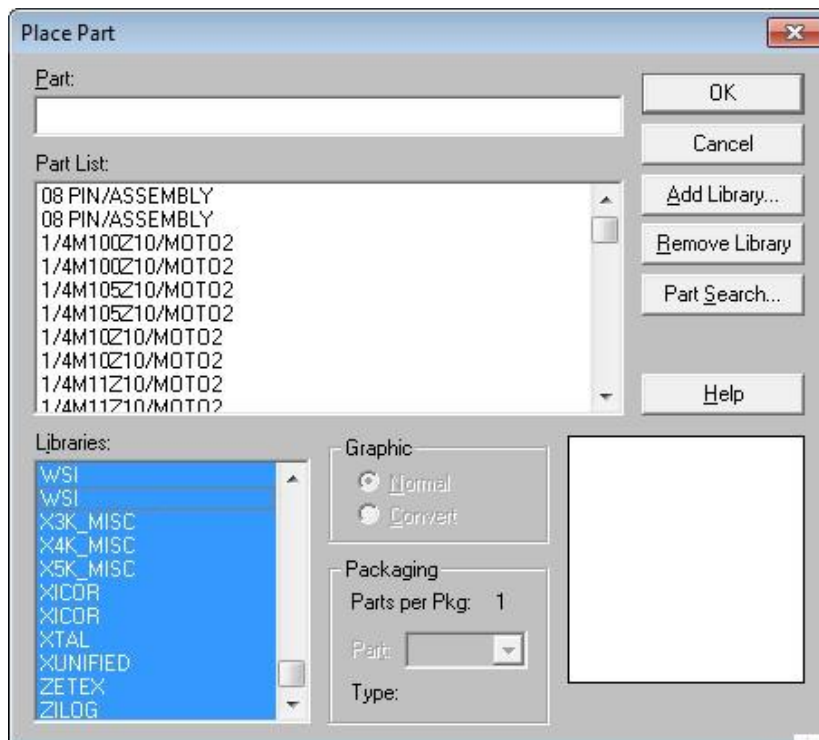 Place Part
Part:
OK
Cancel
Part List:
08 PIN/ASSEMBLY
08 PIN/ASSEMBLY
1/4M100Z10/MOTO2
1/4M100Z10/MOTO2
1/4M105Z10/MOTO2
1/4M105Z10/MOTO2
1/4M10Z10/MOTO2
1/4M10Z10/MOTO2
1/4M11Z10/MOTO2
1/4M11Z10/MOTO2
Add Library...
Remove Library
Part Search...
Help
Libraries:
WSI
WSI
X3K_MISC
X4K_MISC
X5K_MISC
XICOR
XICOR
XTAL
XUNIFIED
ZETEX
ZILOG
Graphic
Normal
Convert
Packaging
Parts per Pkg: 1
Part:
Type: